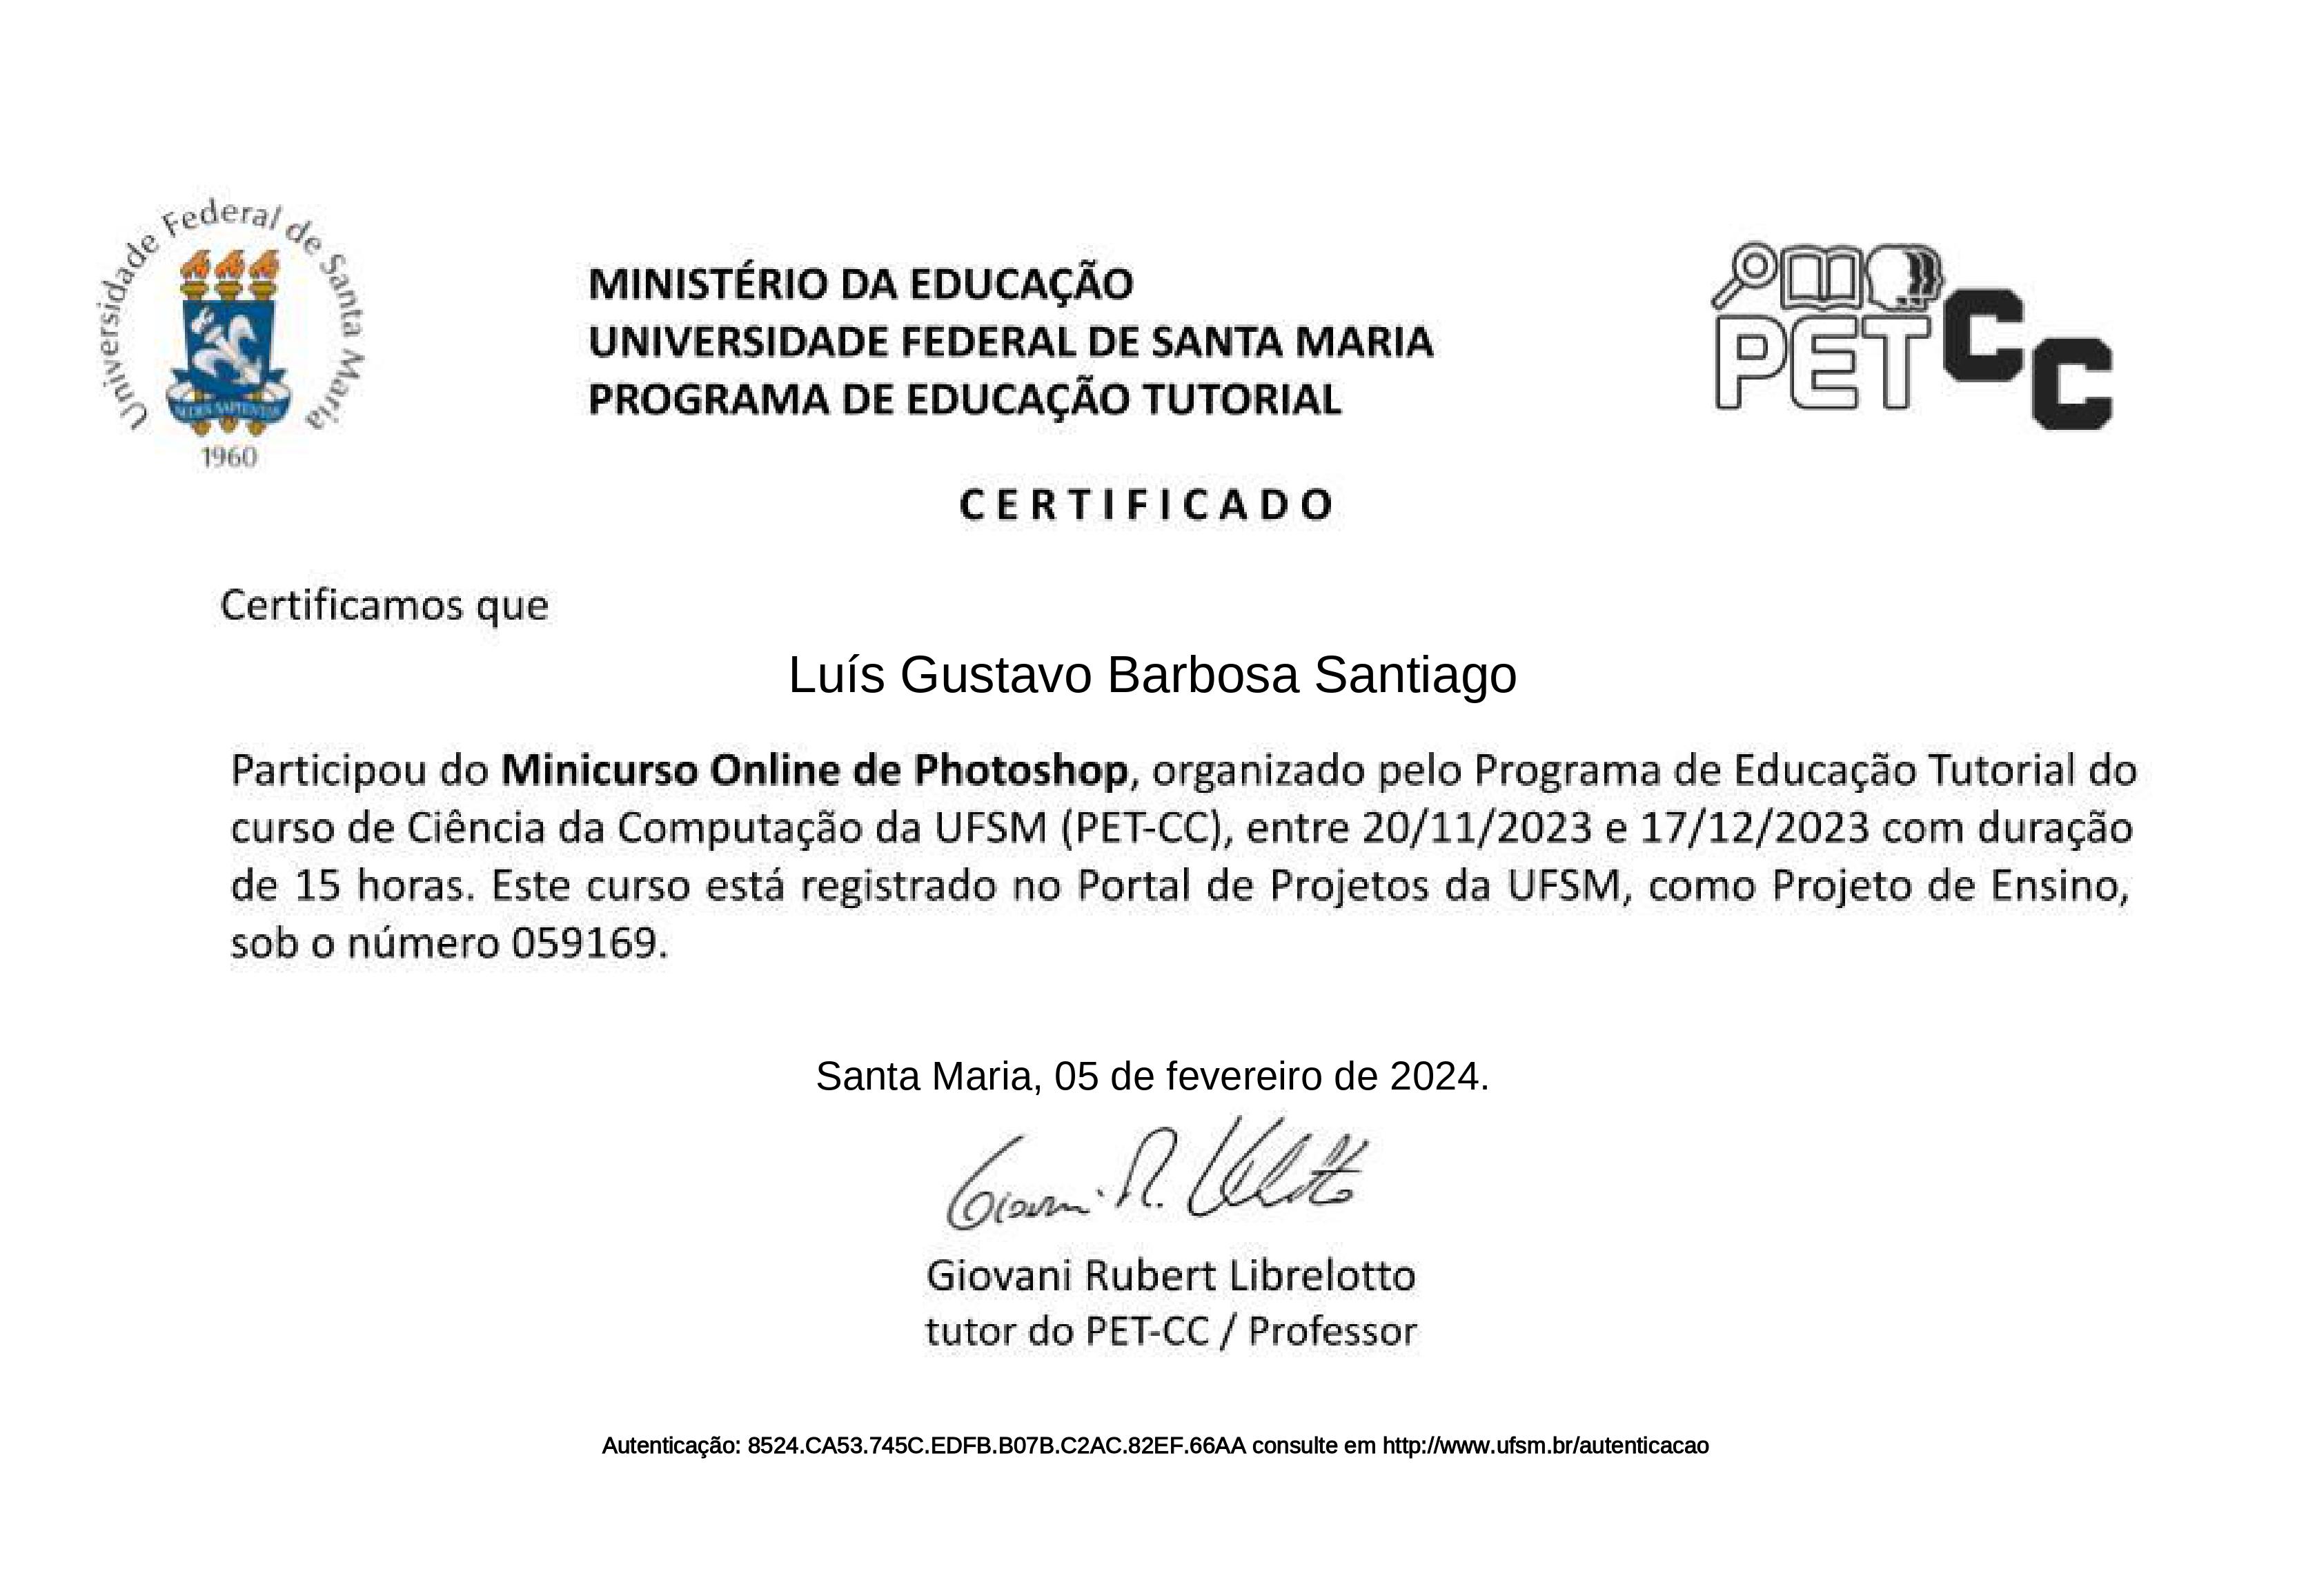 Universidade Federal de Santa Maria
SEDES SAPIENTIAE
1960
MINISTÉRIO DA EDUCAÇÃO
UNIVERSIDADE FEDERAL DE SANTA MARIA
PROGRAMA DE EDUCAÇÃO TUTORIAL
PET CC
CERTIFICADO
Certificamos que
Luís Gustavo Barbosa Santiago
Participou do Minicurso Online de Photoshop, organizado pelo Programa de Educação Tutorial do
curso de Ciência da Computação da UFSM (PET-CC), entre 20/11/2023 e 17/12/2023 com duração
de 15 horas. Este curso está registrado no Portal de Projetos da UFSM, como Projeto de Ensino,
sob o número 059169.
Santa Maria, 05 de fevereiro de 2024.
Giovani R. Librelotto
Giovani Rubert Librelotto
tutor do PET-CC / Professor
Autenticação: 8524.CA53.745C.EDFB.B07B.C2AC.82EF.66AA consulte em http://www.ufsm.br/autenticacao